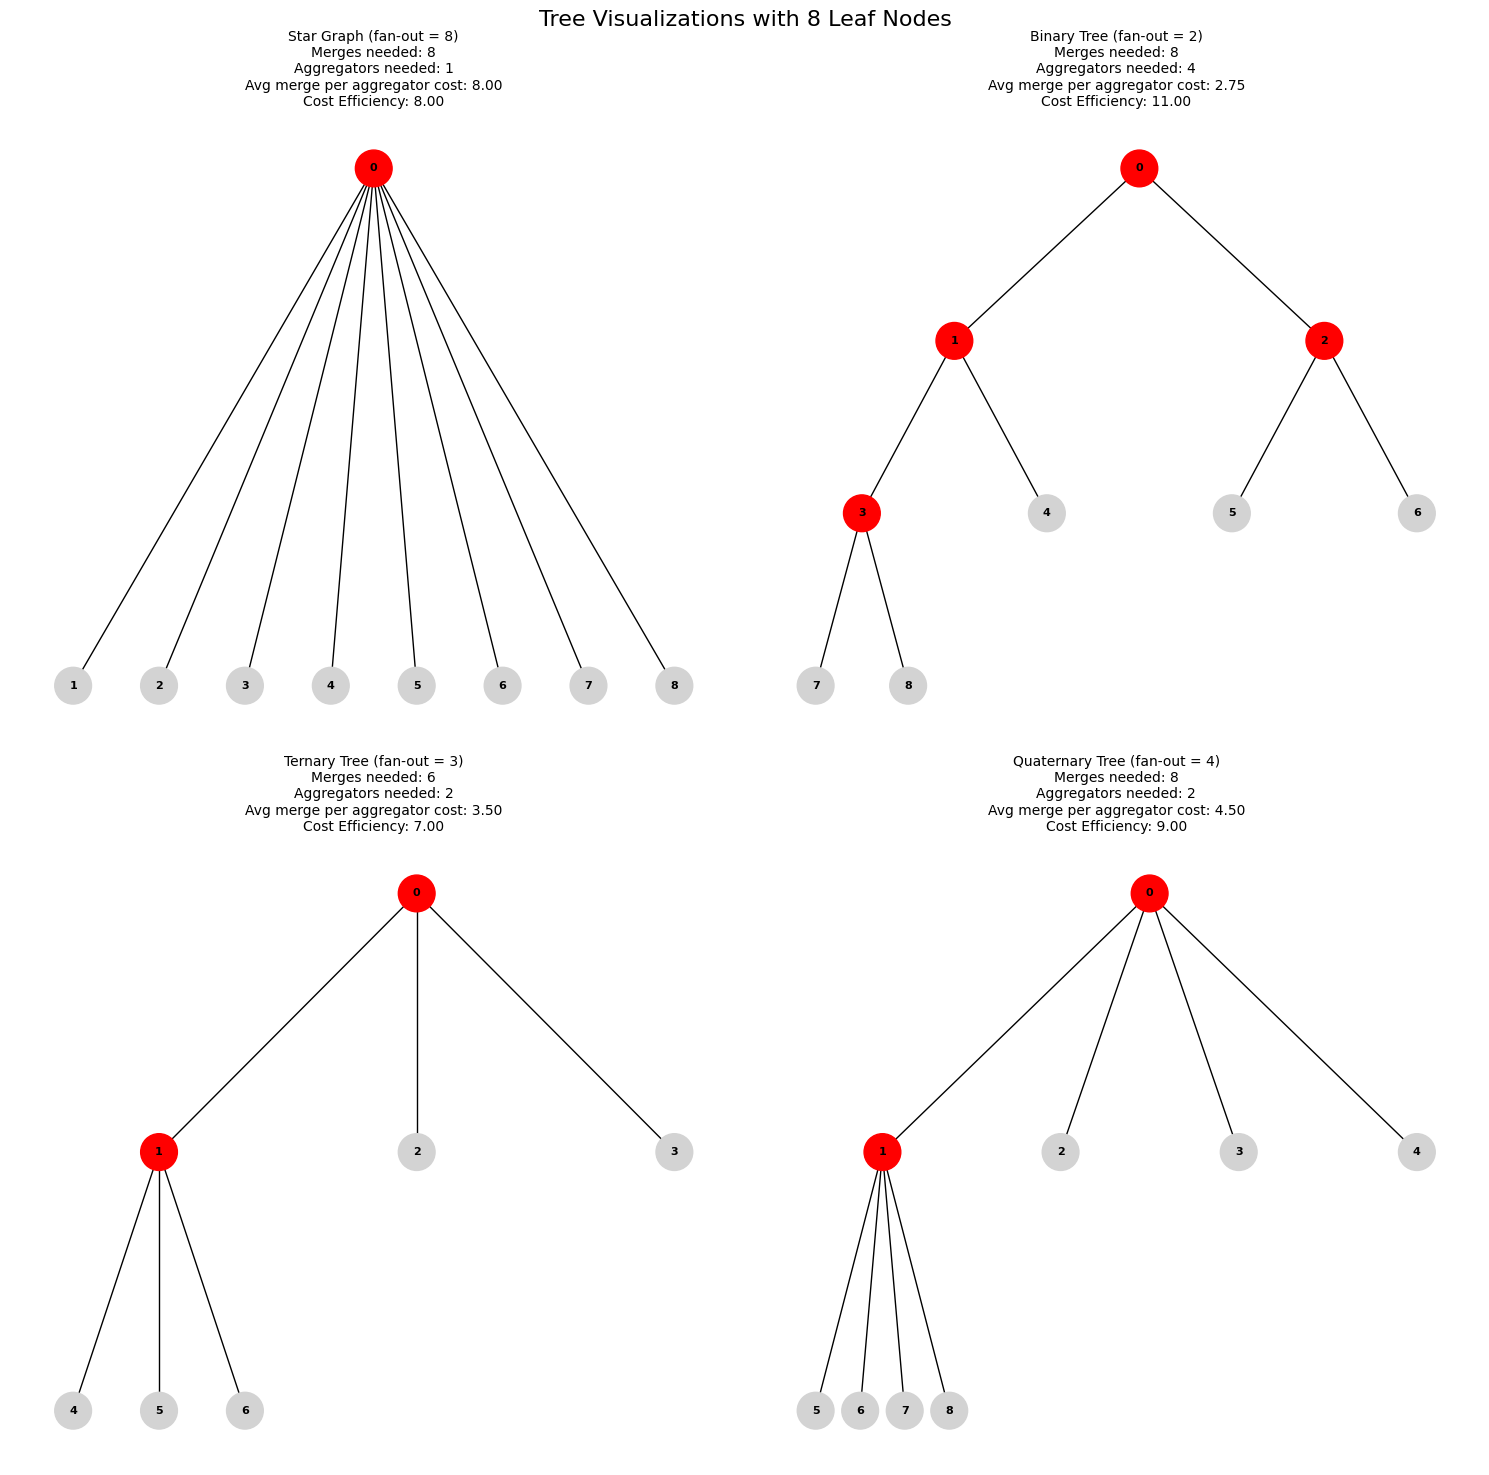 Tree Visualizations with 8 Leaf Nodes
Star Graph (fan-out = 8)
Merges needed: 8
Aggregators needed: 1
Avg merge per aggregator cost: 8.00
Cost Efficiency: 8.00
0
1 2 3 4 5 6 7 8
Binary Tree (fan-out = 2)
Merges needed: 8
Aggregators needed: 4
Avg merge per aggregator cost: 2.75
Cost Efficiency: 11.00
0
1 2
3 4 5 6
7 8
Ternary Tree (fan-out = 3)
Merges needed: 6
Aggregators needed: 2
Avg merge per aggregator cost: 3.50
Cost Efficiency: 7.00
0
1 2 3
4 5 6
Quaternary Tree (fan-out = 4)
Merges needed: 8
Aggregators needed: 2
Avg merge per aggregator cost: 4.50
Cost Efficiency: 9.00
0
1 2 3 4
5 6 7 8